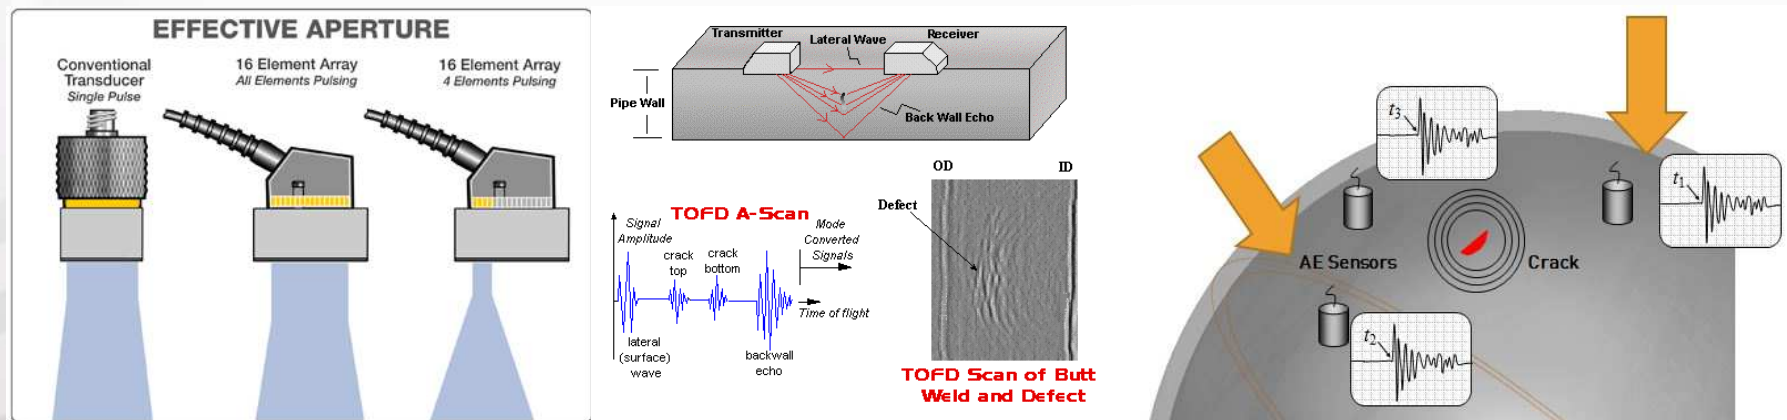 EFFECTIVE APERTURE
Conventional
Transducer
Single Pulse
16 Element Array
All Elements Pulsing
16 Element Array
4 Elements Pulsing
Transmitter
Lateral Wave
Receiver
Pipe Wall
Back Wall Echo
TOFD A-Scan
Signal
Amplitude
crack
top
crack
bottom
Mode
Converted
Signals
Time of flight
lateral
(surface)
wave
backwall
echo
OD
ID
Defect
TOFD Scan of Butt
Weld and Defect
t3
t1
AE Sensors
Crack
t2